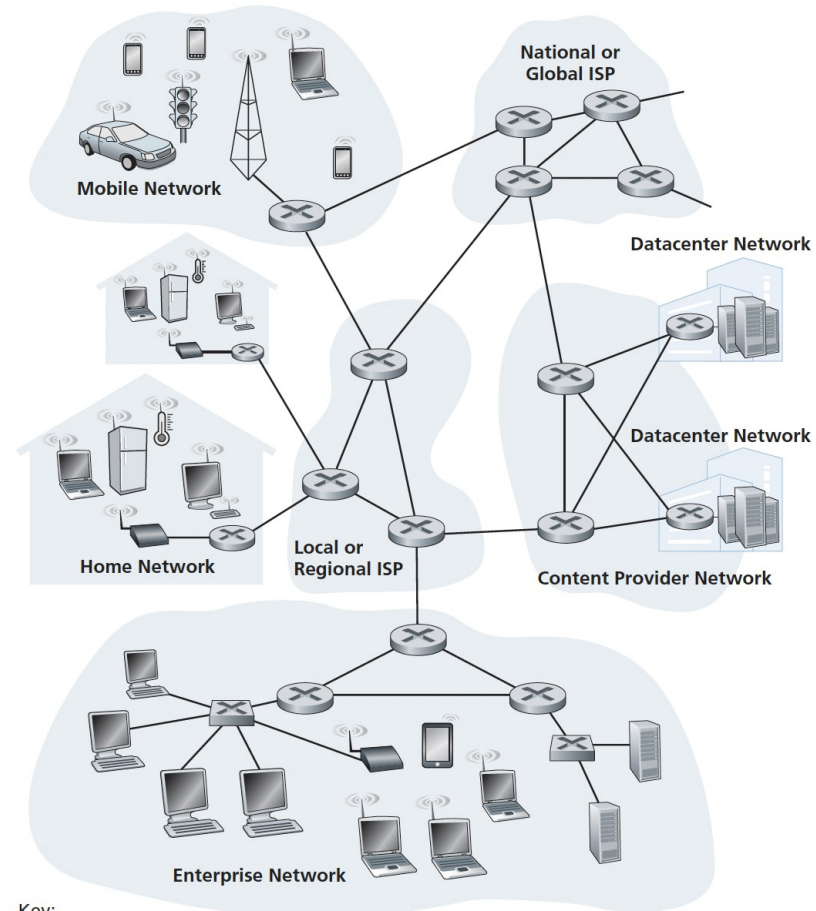 National or
Global ISP
Mobile Network
Datacenter Network
Datacenter Network
Home Network
Local or
Regional ISP
Content Provider Network
Enterprise Network
Key: